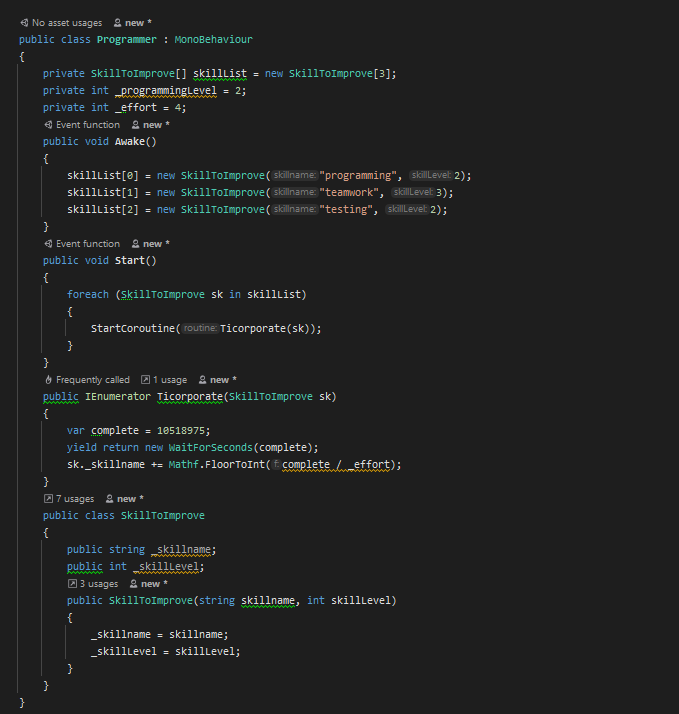 No asset usages new *
public class Programmer : MonoBehaviour
{
private SkillToImprove[] skillList = new SkillToImprove[3];
private int _programmingLevel = 2;
private int _effort = 4;
Event function new *
public void Awake()
{
skillList[0] = new SkillToImprove(skillname:"programming", skillLevel:2);
skillList[1] = new SkillToImprove(skillname:"teamwork", skillLevel:3);
skillList[2] = new SkillToImprove(skillname:"testing", skillLevel:2);
}
Event function new *
public void Start()
{
foreach (SkillToImprove sk in skillList)
{
StartCoroutine(routine:Ticorporate(sk));
}
}
Frequently called 1 usage new *
public IEnumerator Ticorporate(SkillToImprove sk)
{
var complete = 10518975;
yield return new WaitForSeconds(complete);
sk._skillname += Mathf.FloorToInt(f:complete / _effort);
}
7 usages new *
public class SkillToImprove
{
public string _skillname;
public int _skillLevel;
3 usages new *
public SkillToImprove(string skillname, int skillLevel)
{
_skillname = skillname;
_skillLevel = skillLevel;
}
}
}